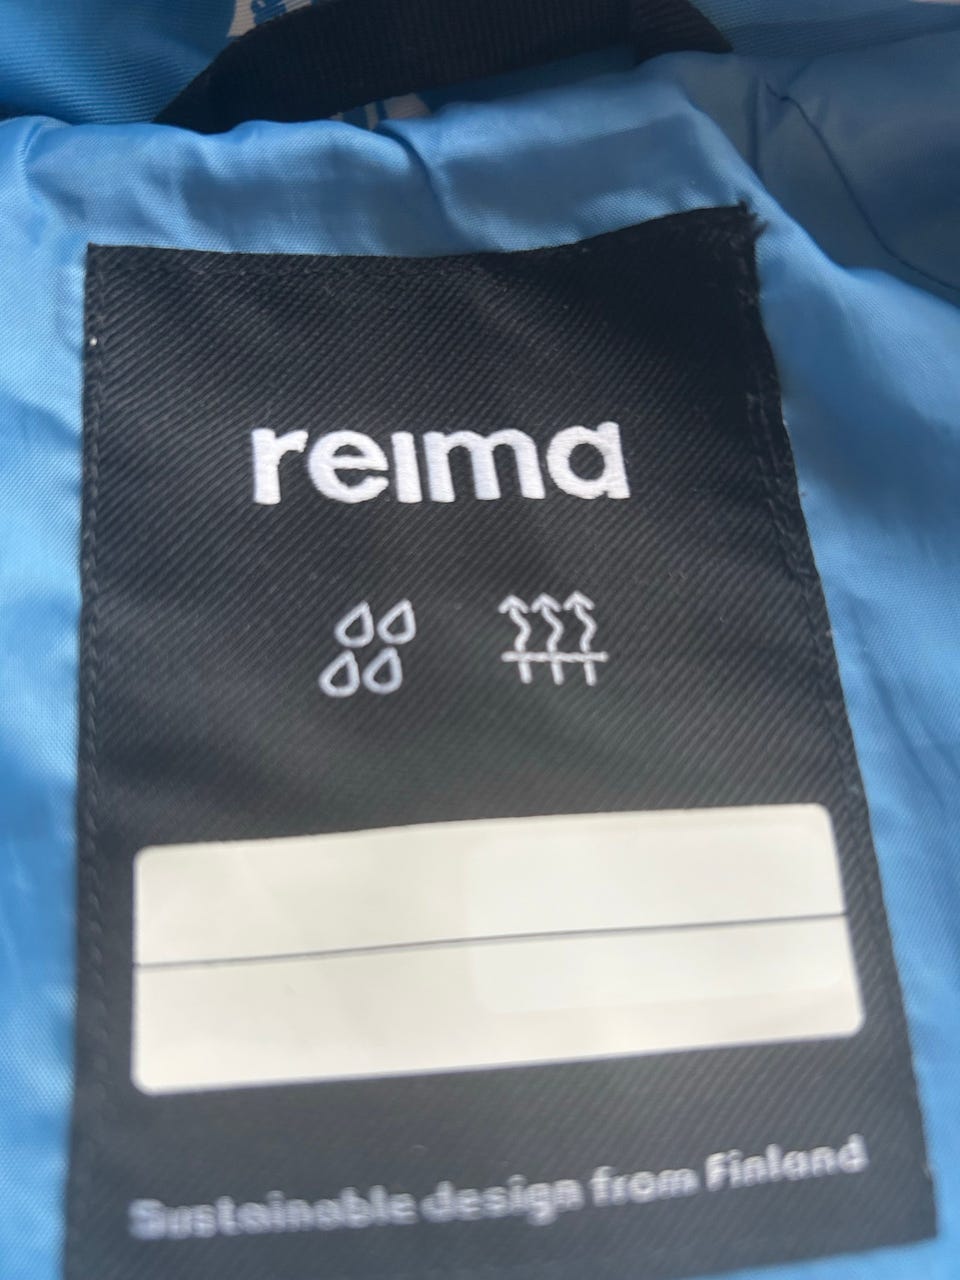 reima
Sustainable design from Finland